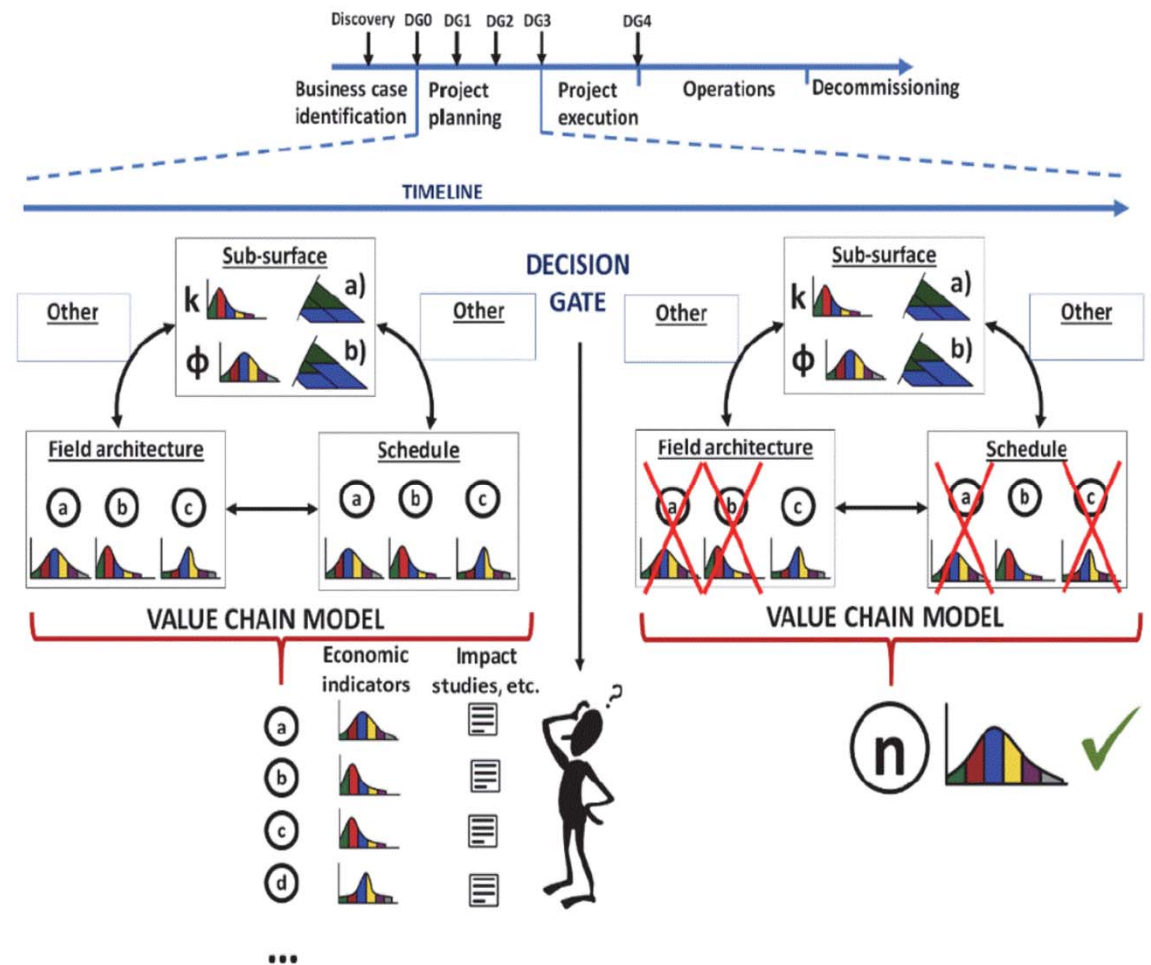 Discovery DG0 DG1 DG2 DG3 DG4
Business case identification
Project planning
Project execution
Operations
Decommissioning
TIMELINE
Sub-surface
k
a)
ϕ
b)
Other
Other
Field architecture
a b c
Schedule
a b c
DECISION
GATE
Sub-surface
k
a)
ϕ
b)
Other
Other
Field architecture
a b c
Schedule
a b c
VALUE CHAIN MODEL
Economic
indicators
Impact
studies, etc.
a
b
c
d
...
?
VALUE CHAIN MODEL
n